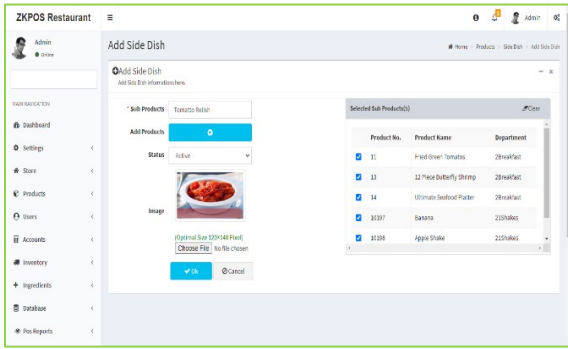 ZKPOS Restaurant
Admin
Admin
Online
Add Side Dish
Home > Products > Side Dish > Add Side Dish
Add Side Dish
Add Side Dish informations here.
MAIN NAVIGATION
Dashboard
Settings
Store
Products
Users
Accounts
Inventory
Ingredients
Database
Pos Reports
* Sub Products
Tomatto Relish
Add Products
Status
Active
Image
(Optimal Size 120×148 Pixel)
Choose File No file chosen
Ok
Cancel
Selected Sub Products(s)
Clear
Product No. Product Name Department
11 Fried Green Tomatos 2Breakfast
13 12 Piece Butterfly Shrimp 2Breakfast
14 Ultimate Seafood Platter 2Breakfast
10197 Banana 21Shakes
10198 Apple Shake 21Shakes